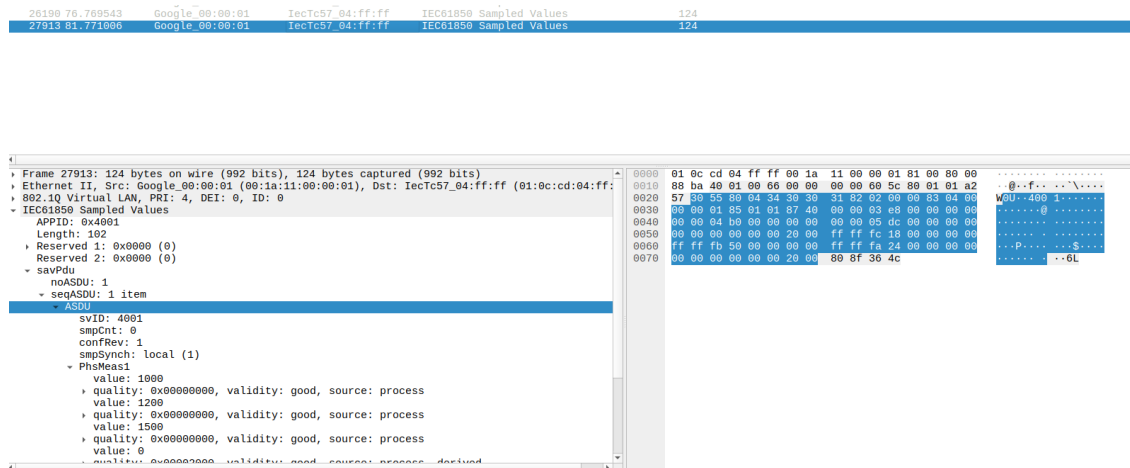 26190 76.769543 Google_00:00:01 IecTc57_04:ff:ff IEC61850 Sampled Values 124
27913 81.771006 Google_00:00:01 IecTc57_04:ff:ff IEC61850 Sampled Values 124
Frame 27913: 124 bytes on wire (992 bits), 124 bytes captured (992 bits)
Ethernet II, Src: Google_00:00:01 (00:1a:11:00:00:01), Dst: IecTc57_04:ff:ff (01:0c:cd:04:ff:
802.1Q Virtual LAN, PRI: 4, DEI: 0, ID: 0
IEC61850 Sampled Values
APPID: 0x4001
Length: 102
Reserved 1: 0x0000 (0)
Reserved 2: 0x0000 (0)
savPdu
noASDU: 1
seqASDU: 1 item
ASDU
svID: 4001
smpCnt: 0
confRev: 1
smpSynch: local (1)
PhsMeas1
value: 1000
quality: 0x00000000, validity: good, source: process
value: 1200
quality: 0x00000000, validity: good, source: process
value: 1500
quality: 0x00000000, validity: good, source: process
value: 0
quality: 0x00002000, validity: good, source: process, derived
0000 01 0c cd 04 ff ff 00 1a 11 00 00 01 81 00 80 00 ········ ········
0010 88 ba 40 01 00 66 00 00 00 00 60 5c 80 01 01 a2 ··@··f·· ··`\····
0020 57 30 55 80 04 34 30 30 31 82 02 00 00 83 04 00 W0U··400 1·······
0030 00 00 01 85 01 01 87 40 00 00 03 e8 00 00 00 00 ·······@ ········
0040 00 00 04 b0 00 00 00 00 00 00 05 dc 00 00 00 00 ········ ········
0050 00 00 00 00 00 00 20 00 ff ff fc 18 00 00 00 00 ······ · ········
0060 ff ff fb 50 00 00 00 00 ff ff fa 24 00 00 00 00 ···P···· ···$····
0070 00 00 00 00 00 00 20 00 80 8f 36 4c ······ · ··6L